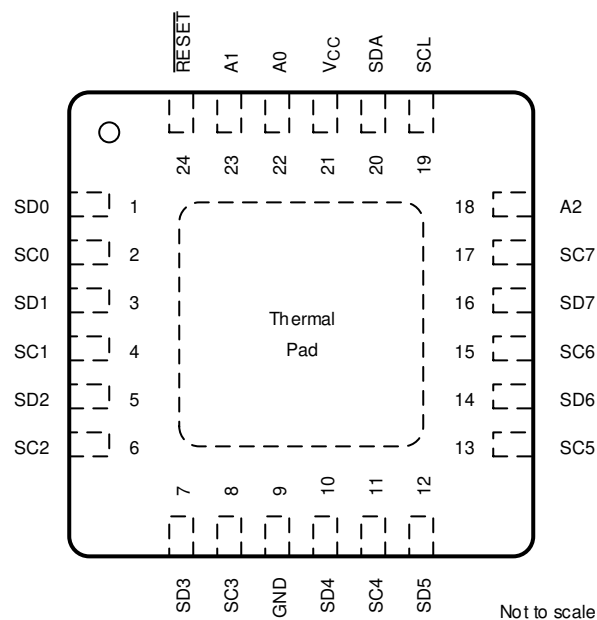 RESET A1 A0 VCC SDA SCL
24 23 22 21 20 19
SD0 1 18 A2
SC0 2 17 SC7
SD1 3 16 SD7
Thermal
SC1 4 15 SC6
Pad
SD2 5 14 SD6
SC2 6 13 SC5
7 8 9 10 11 12
SD3 SC3 GND SD4 SC4 SD5
Not to scale